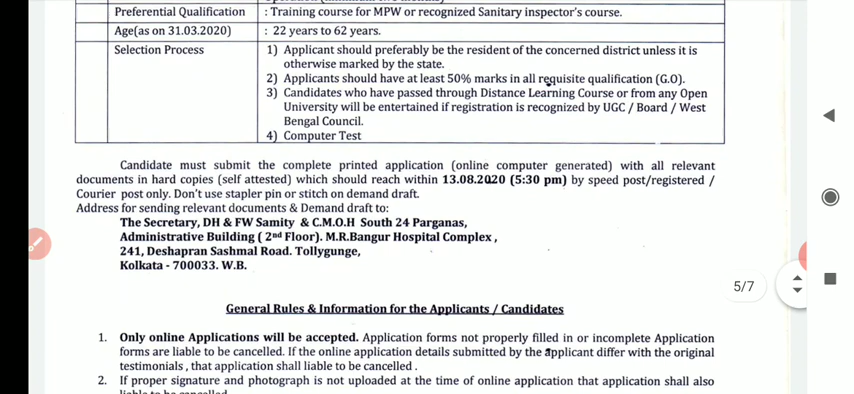 Preferential Qualification : Training course for MPW or recognized Sanitary inspector's course.
Age(as on 31.03.2020) : 22 years to 62 years.
Selection Process 1) Applicant should preferably be the resident of the concerned district unless it is
otherwise marked by the state.
2) Applicants should have at least 50% marks in all requisite qualification (G.O).
3) Candidates who have passed through Distance Learning Course or from any Open
University will be entertained if registration is recognized by UGC / Board / West
Bengal Council.
4) Computer Test
Candidate must submit the complete printed application (online computer generated) with all relevant
documents in hard copies (self attested) which should reach within 13.08.2020 (5:30 pm) by speed post/registered /
Courier post only. Don't use stapler pin or stitch on demand draft.
Address for sending relevant documents & Demand draft to:
The Secretary, DH & FW Samity & C.M.O.H South 24 Parganas,
Administrative Building ( 2nd Floor). M.R.Bangur Hospital Complex ,
241, Deshapran Sashmal Road. Tollygunge,
Kolkata - 700033. W.B.
5/7
General Rules & Information for the Applicants / Candidates
1. Only online Applications will be accepted. Application forms not properly filled in or incomplete Application
forms are liable to be cancelled. If the online application details submitted by the applicant differ with the original
testimonials , that application shall liable to be cancelled .
2. If proper signature and photograph is not uploaded at the time of online application that application shall also